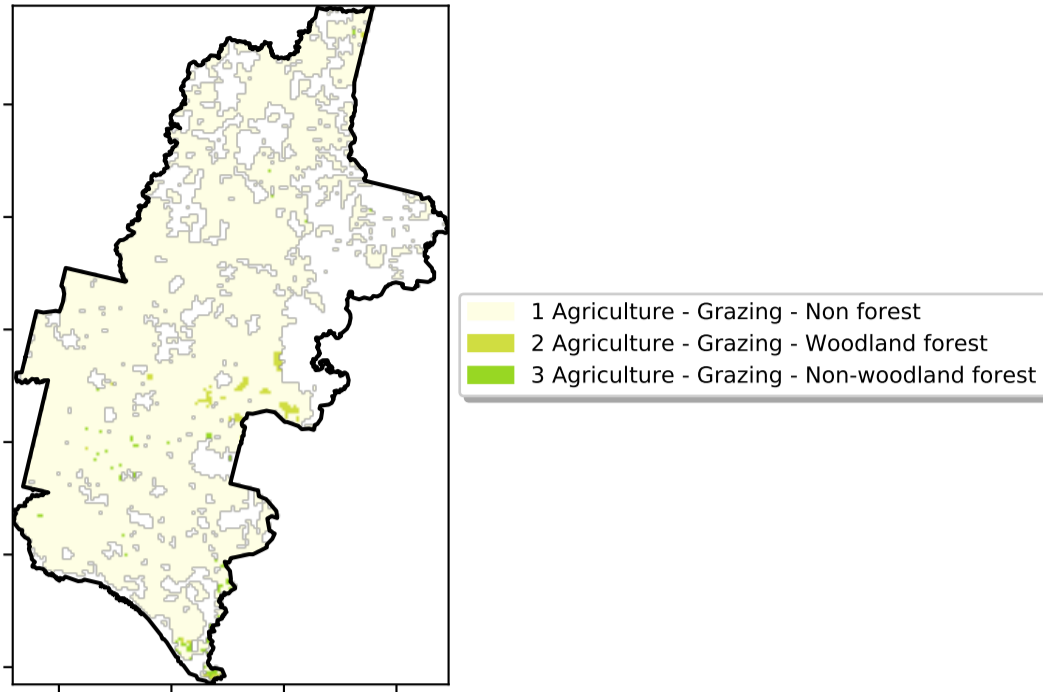 1 Agriculture - Grazing - Non forest
2 Agriculture - Grazing - Woodland forest
3 Agriculture - Grazing - Non-woodland forest